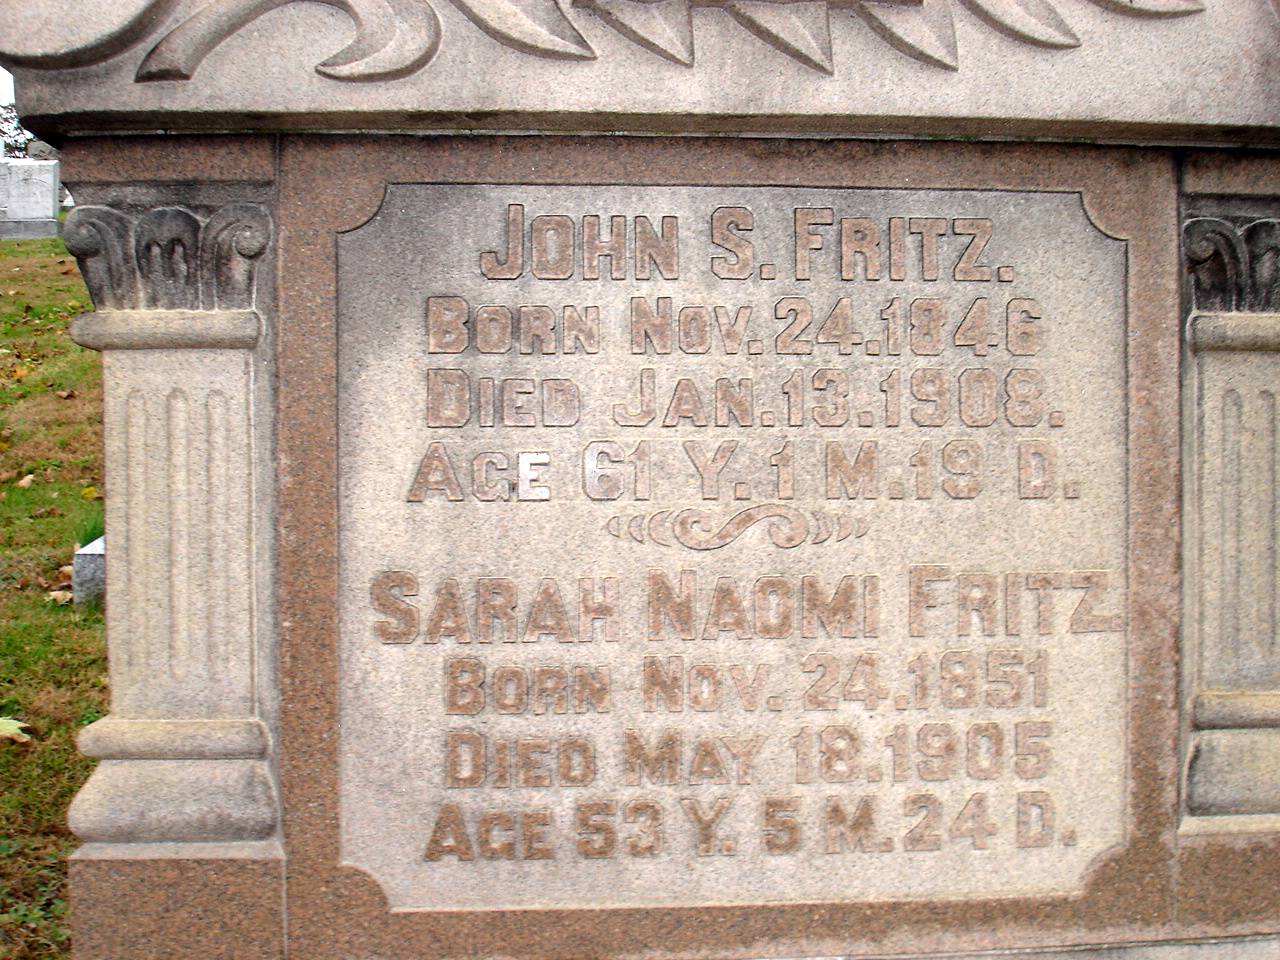 JOHN S. FRITZ.
BORN NOV. 24.1846
DIED JAN.13.1908.
AGE 61 Y. 1 M. 19 D.
SARAH NAOMI FRITZ
BORN NOV. 24.1851
DIED MAY 18.1905
AGE 53 Y. 5 M. 24 D.